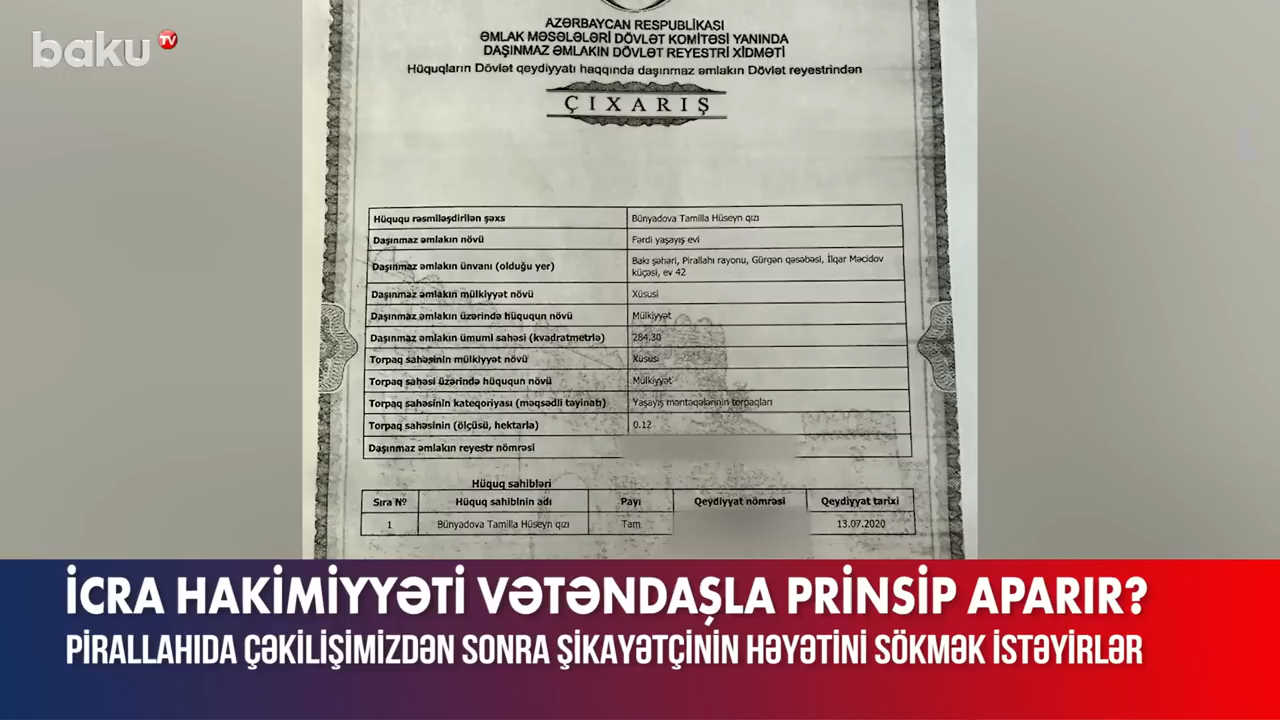 baku TV
AZƏRBAYCAN RESPUBLİKASI
ƏMLAK MƏSƏLƏLƏRİ DÖVLƏT KOMİTƏSİ YANINDA
DAŞINMAZ ƏMLAKIN DÖVLƏT REYESTRİ XİDMƏTİ
Hüquqların Dövlət qeydiyyatı haqqında daşınmaz əmlakın Dövlət reyestrindən
ÇIXARIŞ
Hüququ rəsmiləşdirilən şəxs Bünyadova Tamilla Hüseyn qızı
Daşınmaz əmlakın növü Fərdi yaşayış evi
Daşınmaz əmlakın ünvanı (olduğu yer) Bakı şəhəri, Pirallahı rayonu, Gürgən qəsəbəsi, İlqar Məcidov
küçəsi, ev 42
Daşınmaz əmlakın mülkiyyət növü Xüsusi
Daşınmaz əmlakın üzərində hüququn növü Mülkiyyət
Daşınmaz əmlakın ümumi sahəsi (kvadratmetrlə) 284.30
Torpaq sahəsinin mülkiyyət növü Xüsusi
Torpaq sahəsi üzərində hüququn növü Mülkiyyət
Torpaq sahəsinin kateqoriyası (məqsədli təyinatı) Yaşayış məntəqələrinin torpaqları
Torpaq sahəsinin (ölçüsü, hektarla) 0.12
Daşınmaz əmlakın reyestr nömrəsi
Hüquq sahibləri
Sıra № Hüquq sahibinin adı Payı Qeydiyyat nömrəsi Qeydiyyat tarixi
1 Bünyadova Tamilla Hüseyn qızı Tam 13.07.2020
İCRA HAKİMİYYƏTİ VƏTƏNDAŞLA PRİNSİP APARIR?
PİRALLAHIDA ÇƏKİLİŞİMİZDƏN SONRA ŞİKAYƏTÇİNİN HƏYƏTİNİ SÖKMƏK İSTƏYİRLƏR